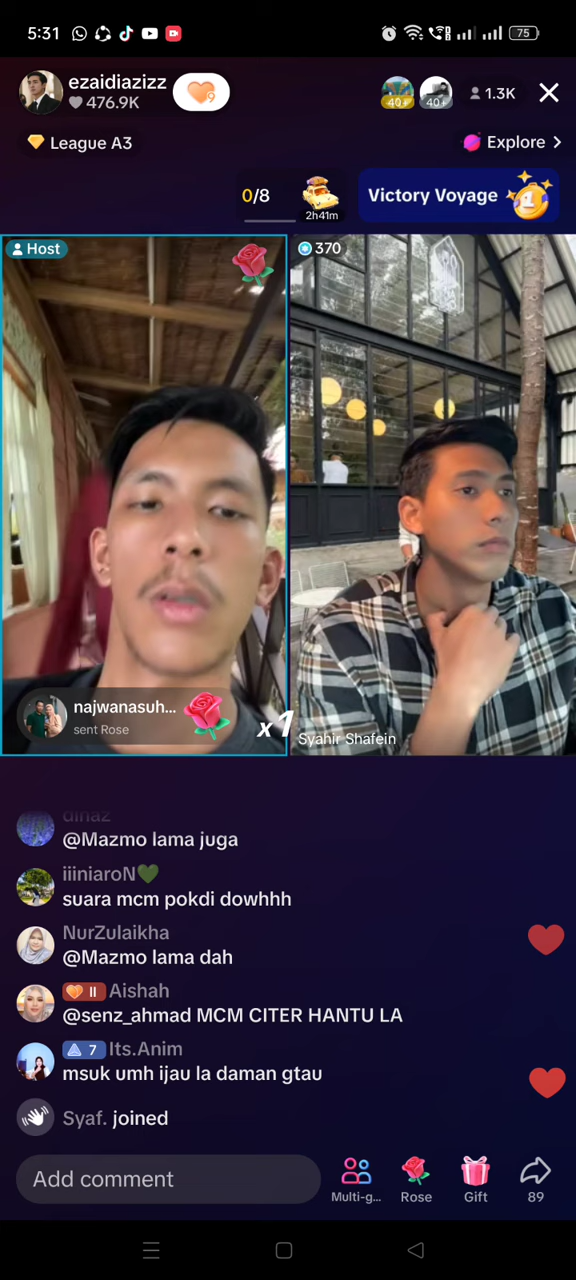 5:31
75
ezaidiazizz
476.9K
9
40+
40+
1.3K
League A3
Explore
0/8
2h41m
Victory Voyage
1
Host
370
najwanasuh...
sent Rose
x1
Syahir Shafein
dinaz
@Mazmo lama juga
iiiniaroN💚
suara mcm pokdi dowhhh
NurZulaikha
@Mazmo lama dah
II Aishah
@senz_ahmad MCM CITER HANTU LA
7 Its.Anim
msuk umh ijau la daman gtau
Syaf. joined
Add comment
Multi-g...
Rose
Gift
89